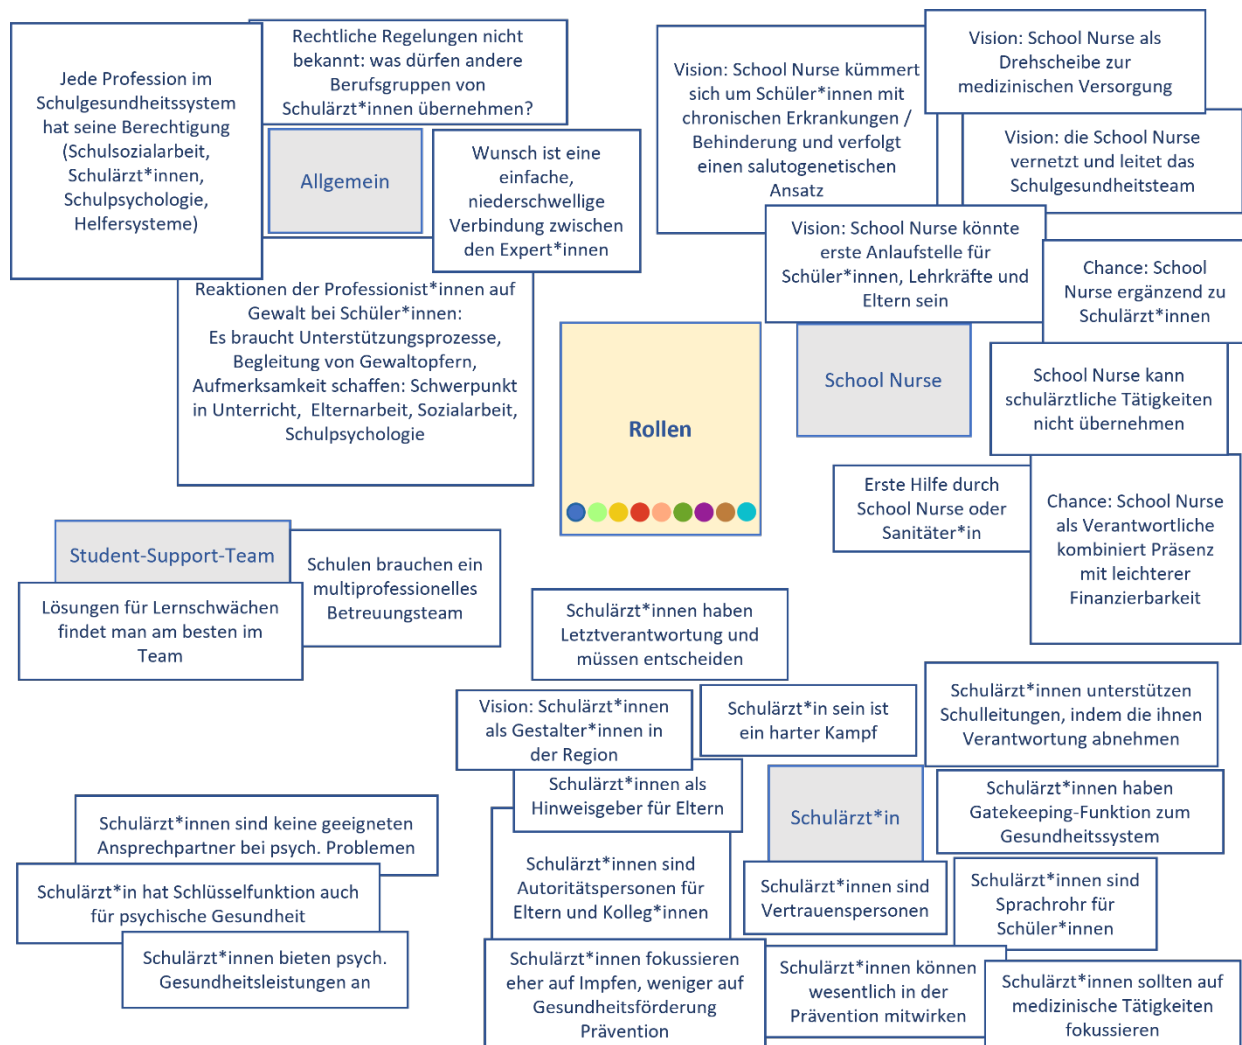 Jede Profession im
Schulgesundheitssystem
hat seine Berechtigung
(Schulsozialarbeit,
Schulärzt*innen,
Schulpsychologie,
Helfersysteme)
Rechtliche Regelungen nicht
bekannt: was dürfen andere
Berufsgruppen von
Schulärzt*innen übernehmen?
Allgemein
Wunsch ist eine
einfache,
niederschwellige
Verbindung zwischen
den Expert*innen
Reaktionen der Professionist*innen auf
Gewalt bei Schüler*innen:
Es braucht Unterstützungsprozesse,
Begleitung von Gewaltopfern,
Aufmerksamkeit schaffen: Schwerpunkt
in Unterricht, Elternarbeit, Sozialarbeit,
Schulpsychologie
Vision: School Nurse kümmert
sich um Schüler*innen mit
chronischen Erkrankungen /
Behinderung und verfolgt
einen salutogenetischen
Ansatz
Vision: School Nurse als
Drehscheibe zur
medizinischen Versorgung
Vision: die School Nurse
vernetzt und leitet das
Schulgesundheitsteam
Vision: School Nurse könnte
erste Anlaufstelle für
Schüler*innen, Lehrkräfte und
Eltern sein
Chance: School
Nurse ergänzend zu
Schulärzt*innen
School Nurse
School Nurse kann
schulärztliche Tätigkeiten
nicht übernehmen
Rollen
Erste Hilfe durch
School Nurse oder
Sanitäter*in
Chance: School Nurse
als Verantwortliche
kombiniert Präsenz
mit leichterer
Finanzierbarkeit
Student-Support-Team
Schulen brauchen ein
multiprofessionelles
Betreuungsteam
Lösungen für Lernschwächen
findet man am besten im
Team
Schulärzt*innen haben
Letztverantwortung und
müssen entscheiden
Vision: Schulärzt*innen
als Gestalter*innen in
der Region
Schulärzt*in sein ist
ein harter Kampf
Schulärzt*innen unterstützen
Schulleitungen, indem die ihnen
Verantwortung abnehmen
Schulärzt*innen als
Hinweisgeber für Eltern
Schulärzt*in
Schulärzt*innen haben
Gatekeeping-Funktion zum
Gesundheitssystem
Schulärzt*innen sind keine geeigneten
Ansprechpartner bei psych. Problemen
Schulärzt*in hat Schlüsselfunktion auch
für psychische Gesundheit
Schulärzt*innen bieten psych.
Gesundheitsleistungen an
Schulärzt*innen sind
Autoritätspersonen für
Eltern und Kolleg*innen
Schulärzt*innen sind
Vertrauenspersonen
Schulärzt*innen sind
Sprachrohr für
Schüler*innen
Schulärzt*innen fokussieren
eher auf Impfen, weniger auf
Gesundheitsförderung
Prävention
Schulärzt*innen können
wesentlich in der
Prävention mitwirken
Schulärzt*innen sollten auf
medizinische Tätigkeiten
fokussieren